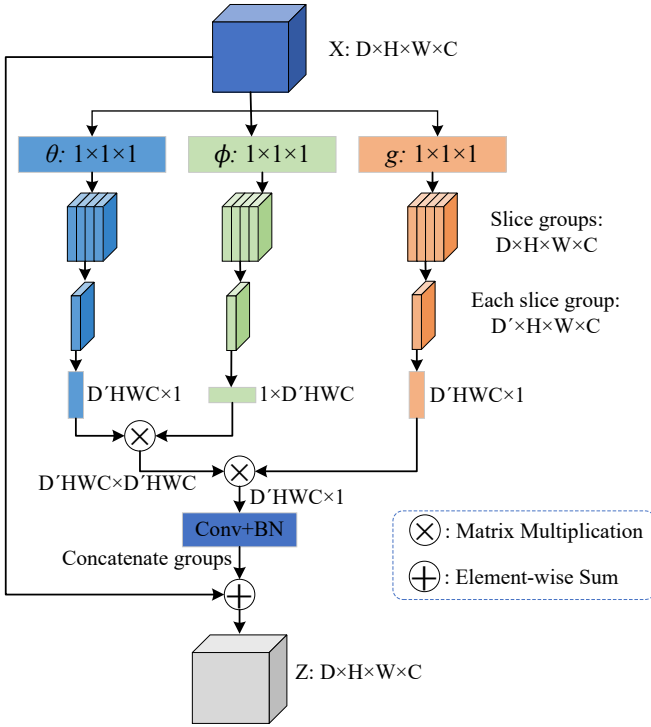 X: D×H×W×C
θ: 1×1×1
ϕ: 1×1×1
g: 1×1×1
Slice groups:
D×H×W×C
Each slice group:
D´×H×W×C
D´HWC×1
1×D´HWC
D´HWC×1
D´HWC×D´HWC
D´HWC×1
Conv+BN
Concatenate groups
: Matrix Multiplication
: Element-wise Sum
Z: D×H×W×C